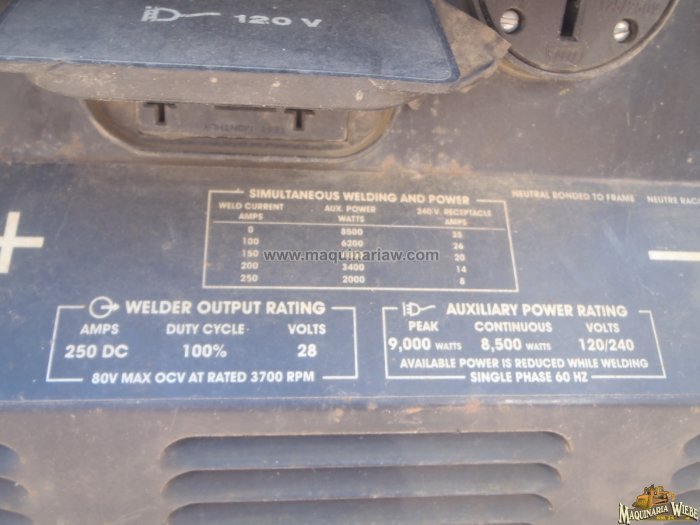 120 V
TEST MONTHLY
NEUTRAL BONDED TO FRAME
SIMULTANEOUS WELDING AND POWER
WELD CURRENT AMPS AUX. POWER WATTS 240 V. RECEPTACLE AMPS
0 8500 35
100 6200 26
150 20
200 3400 14
250 2000 8
www.maquinariaw.com
WELDER OUTPUT RATING
AMPS DUTY CYCLE VOLTS
250 DC 100% 28
80V MAX OCV AT RATED 3700 RPM
AUXILIARY POWER RATING
PEAK CONTINUOUS VOLTS
9,000 WATTS 8,500 WATTS 120/240
AVAILABLE POWER IS REDUCED WHILE WELDING
SINGLE PHASE 60 HZ
MAQUINARIA WIEBE